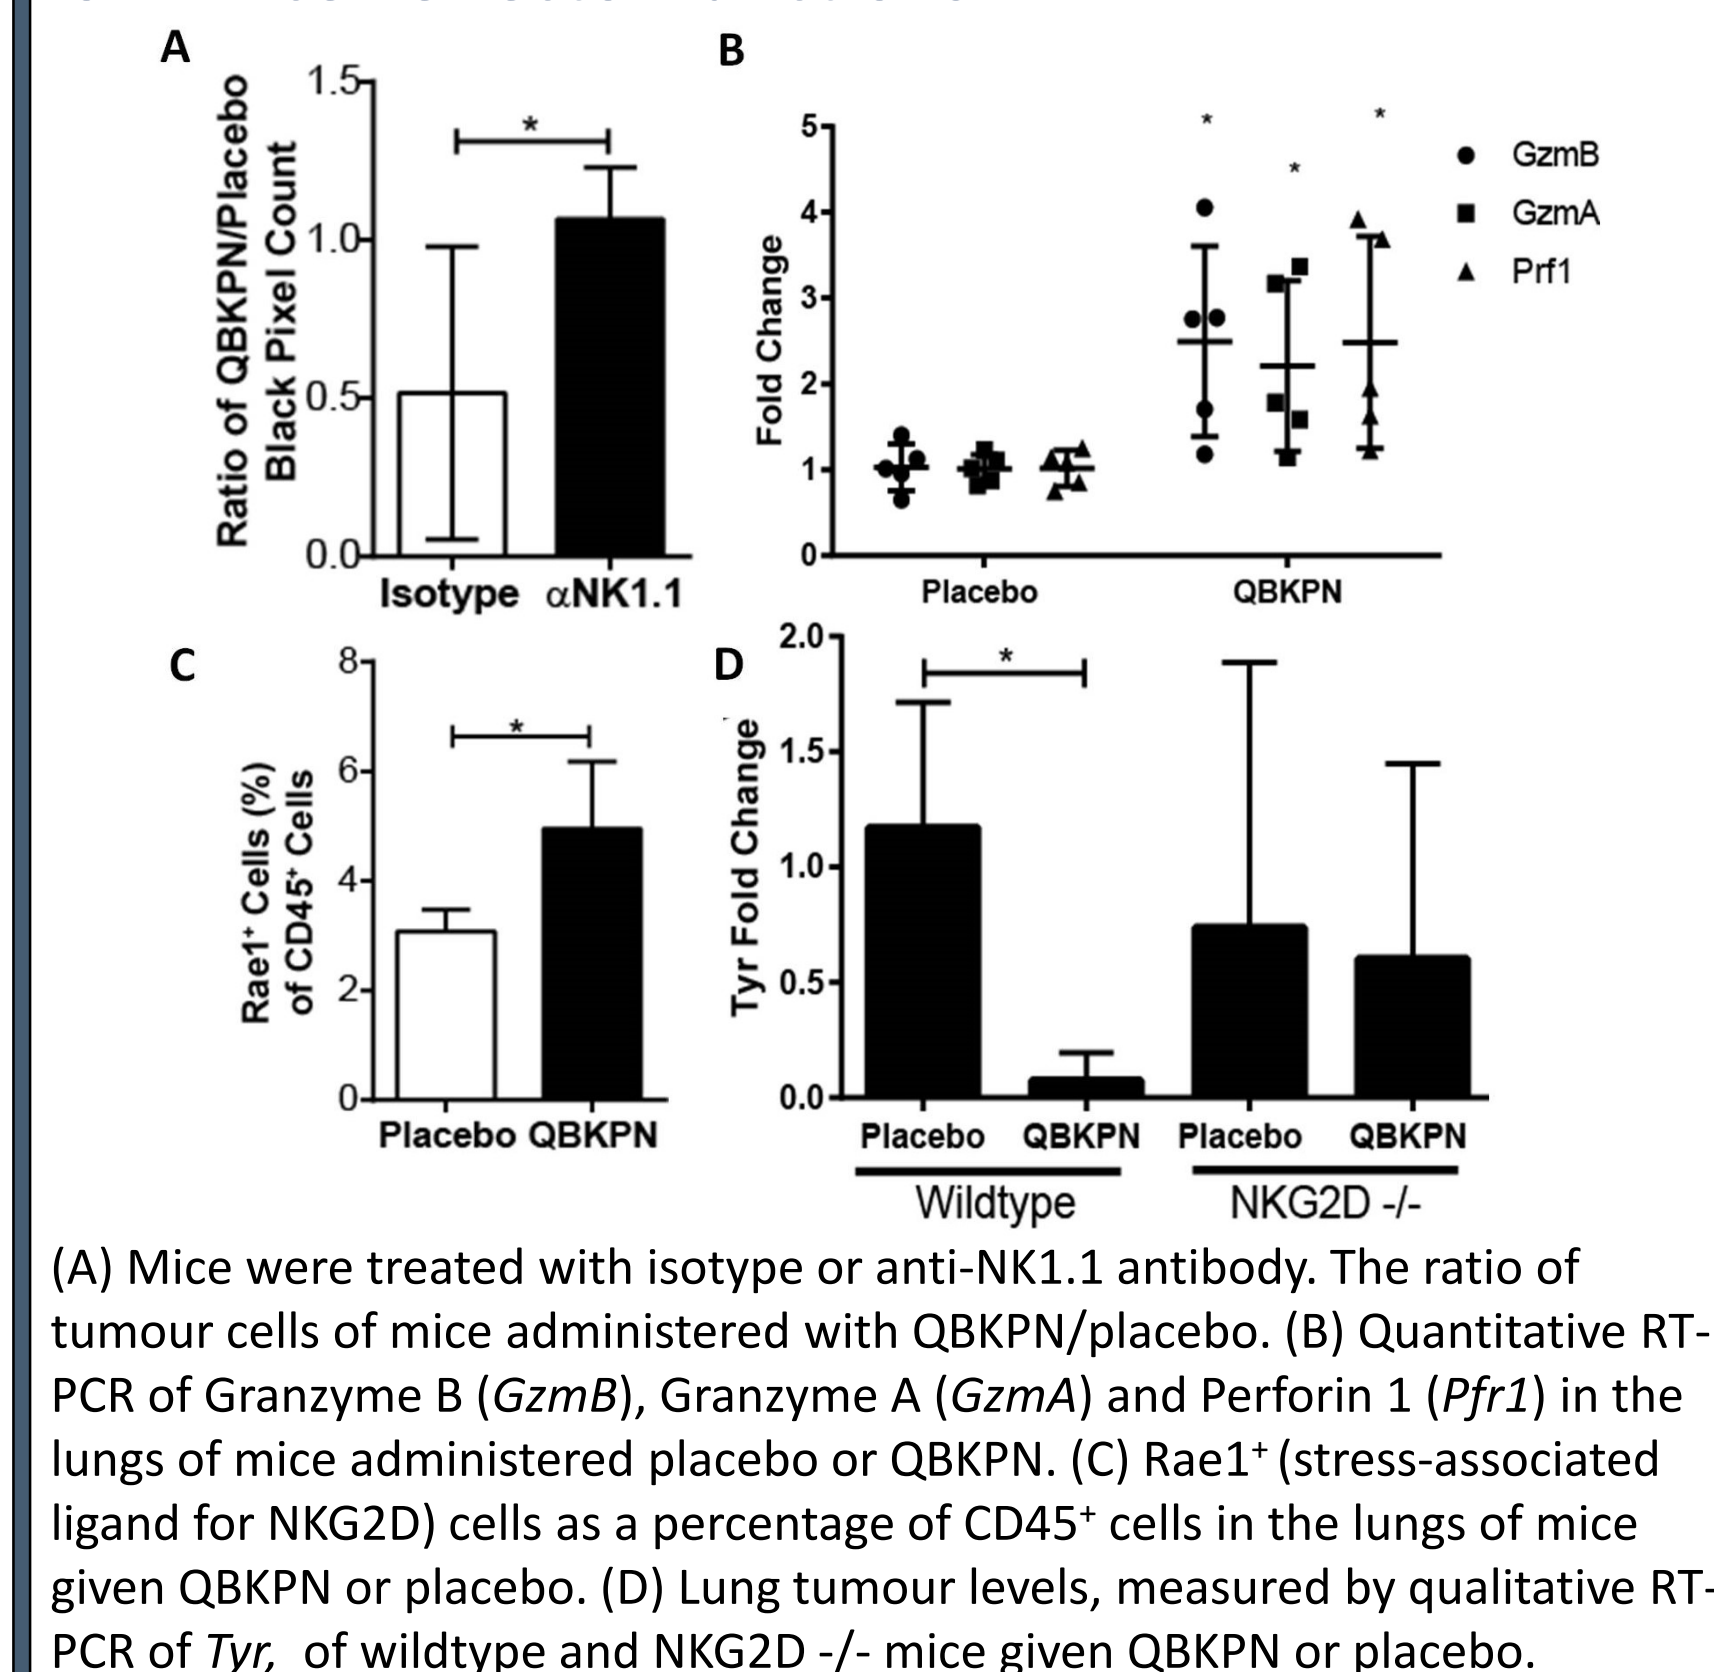 A
Ratio of QBKPN/Placebo
Black Pixel Count
1.5
1.0
0.5
0.0
*
Isotype αNK1.1
B
Fold Change
5
4
3
2
1
0
* * *
GzmB
GzmA
Prf1
Placebo QBKPN
C
Rae1⁺ Cells (%)
of CD45⁺ Cells
8
6
4
2
0
*
Placebo QBKPN
D
Tyr Fold Change
2.0
1.5
1.0
0.5
0.0
*
Placebo QBKPN Placebo QBKPN
Wildtype NKG2D -/-
(A) Mice were treated with isotype or anti-NK1.1 antibody. The ratio of
tumour cells of mice administered with QBKPN/placebo. (B) Quantitative RT-
PCR of Granzyme B (GzmB), Granzyme A (GzmA) and Perforin 1 (Pfr1) in the
lungs of mice administered placebo or QBKPN. (C) Rae1⁺ (stress-associated
ligand for NKG2D) cells as a percentage of CD45⁺ cells in the lungs of mice
given QBKPN or placebo. (D) Lung tumour levels, measured by qualitative RT-
PCR of Tyr, of wildtype and NKG2D -/- mice given QBKPN or placebo.